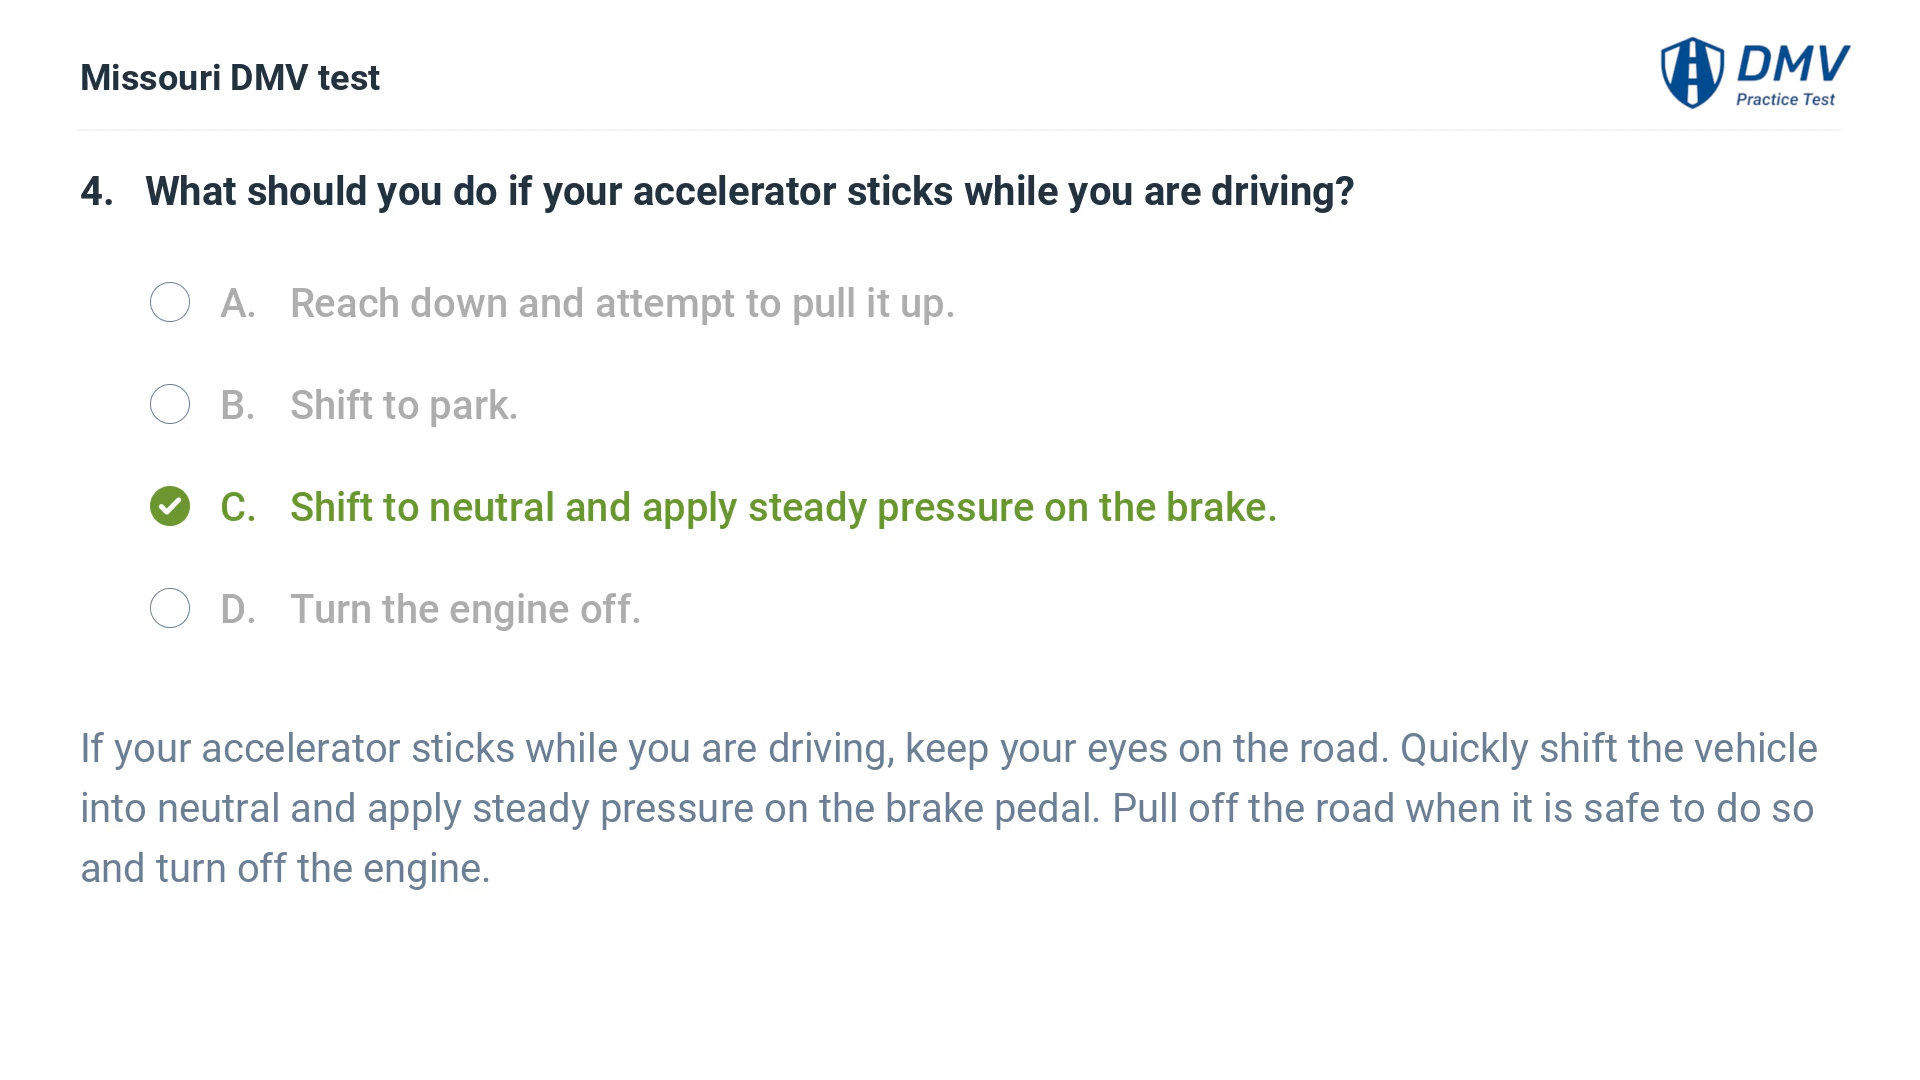 Missouri DMV test
DMV
Practice Test
4. What should you do if your accelerator sticks while you are driving?
A. Reach down and attempt to pull it up.
B. Shift to park.
C. Shift to neutral and apply steady pressure on the brake.
D. Turn the engine off.
If your accelerator sticks while you are driving, keep your eyes on the road. Quickly shift the vehicle
into neutral and apply steady pressure on the brake pedal. Pull off the road when it is safe to do so
and turn off the engine.